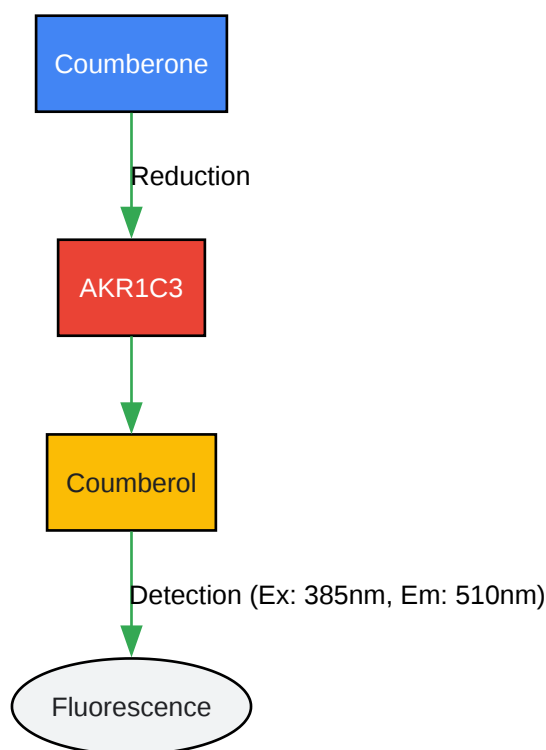 Coumberone
Reduction
AKR1C3
Coumberol
Detection (Ex: 385nm, Em: 510nm)
Fluorescence